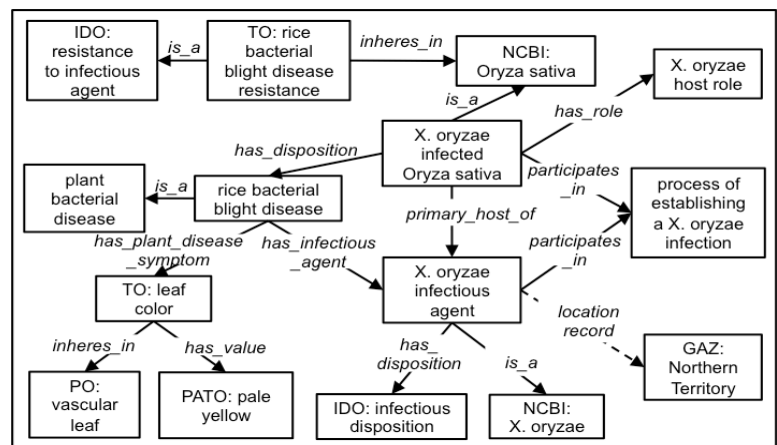 IDO:
resistance
to infectious
agent
is_a
TO: rice
bacterial
blight disease
resistance
inheres_in
NCBI:
Oryza sativa
X. oryzae
host role
is_a
has_role
X. oryzae
infected
Oryza sativa
has_disposition
participates
_in
plant
bacterial
disease
is_a
rice bacterial
blight disease
primary_host_of
process of
establishing
a X. oryzae
infection
has_plant_disease
_symptom
has_infectious
_agent
participates
_in
TO: leaf
color
X. oryzae
infectious
agent
location
record
inheres_in
has_value
has_
disposition
is_a
GAZ:
Northern
Territory
PO:
vascular
leaf
PATO: pale
yellow
IDO: infectious
disposition
NCBI:
X. oryzae